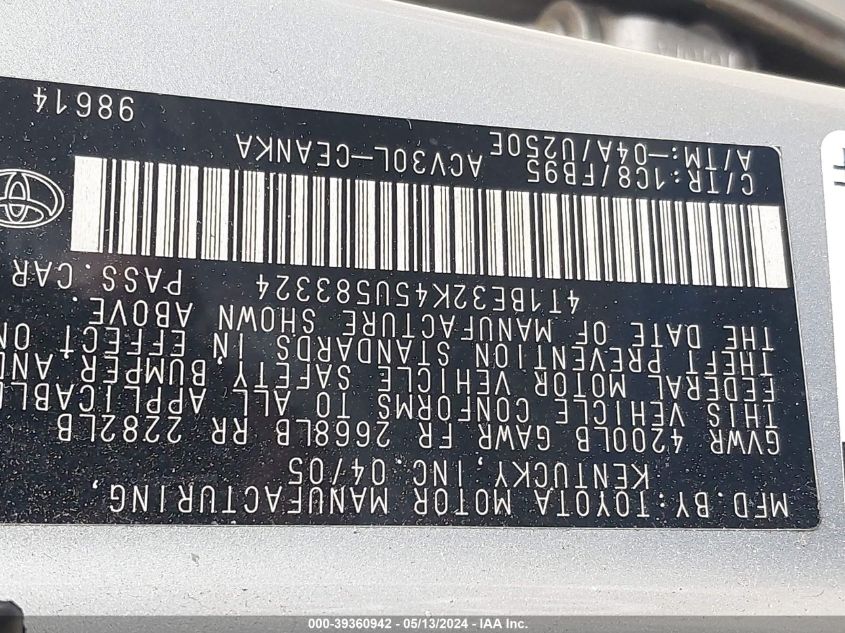 MFD. BY: TOYOTA MOTOR MANUFACTURING,
KENTUCKY, INC. 04/05
GVWR 4200LB GAWR FR 2668LB RR 2282LB
THIS VEHICLE CONFORMS TO ALL
FEDERAL MOTOR VEHICLE SAFETY BUMPER AND
THEFT PREVENTION STANDARDS IN EFFECT ON
THE DATE OF MANUFACTURE SHOWN ABOVE.
4T1BE32K45U583324 PASS. CAR
C/TR: 1C8/FB95 ACV30L-CEANKA
A/TM: -04A/U250E 98614
000-39360942 - 05/13/2024 - IAA Inc.